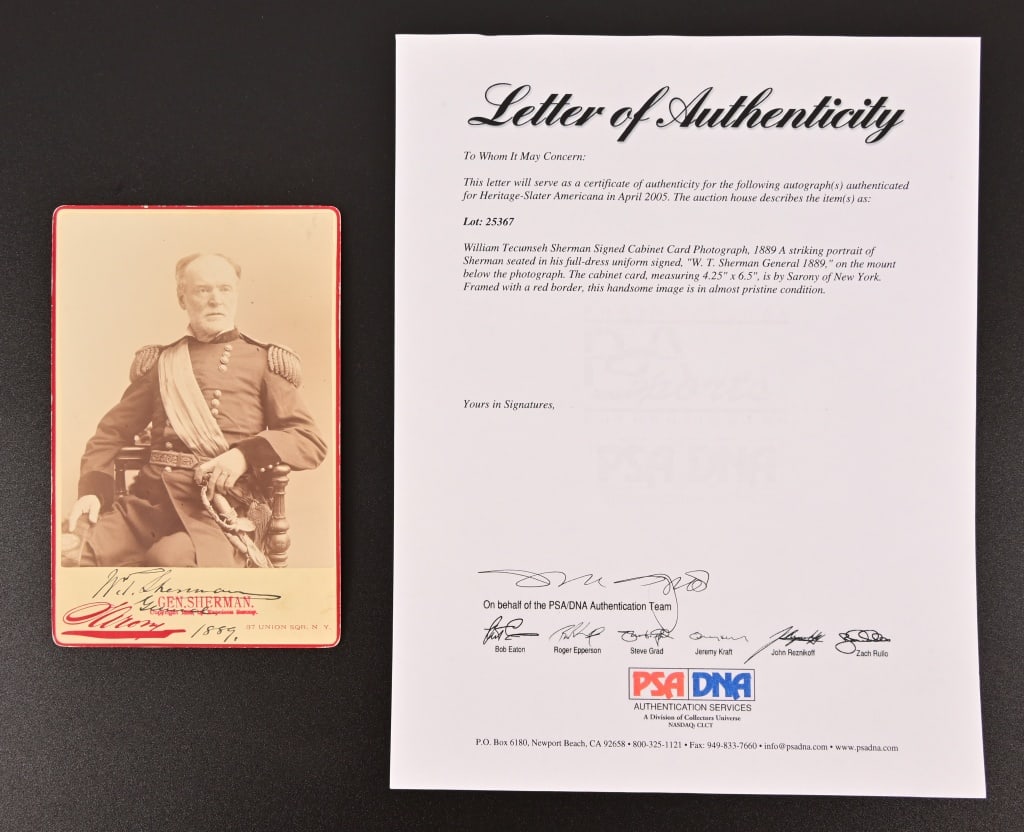 W. T. Sherman
General
GEN. SHERMAN.
Sarony
1889.
37 UNION SQR. N. Y.
Letter of Authenticity
To Whom It May Concern:
This letter will serve as a certificate of authenticity for the following autograph(s) authenticated
for Heritage-Slater Americana in April 2005. The auction house describes the item(s) as:
Lot: 25367
William Tecumseh Sherman Signed Cabinet Card Photograph, 1889 A striking portrait of
Sherman seated in his full-dress uniform signed, "W. T. Sherman General 1889," on the mount
below the photograph. The cabinet card, measuring 4.25" x 6.5", is by Sarony of New York.
Framed with a red border, this handsome image is in almost pristine condition.
Yours in Signatures,
On behalf of the PSA/DNA Authentication Team
Bob Eaton Roger Epperson Steve Grad Jeremy Kraft John Reznikoff Zach Rullo
PSA DNA
AUTHENTICATION SERVICES
A Division of Collectors Universe
NASDAQ: CLCT
P.O. Box 6180, Newport Beach, CA 92658 • 800-325-1121 • Fax: 949-833-7660 • info@psadna.com • www.psadna.com